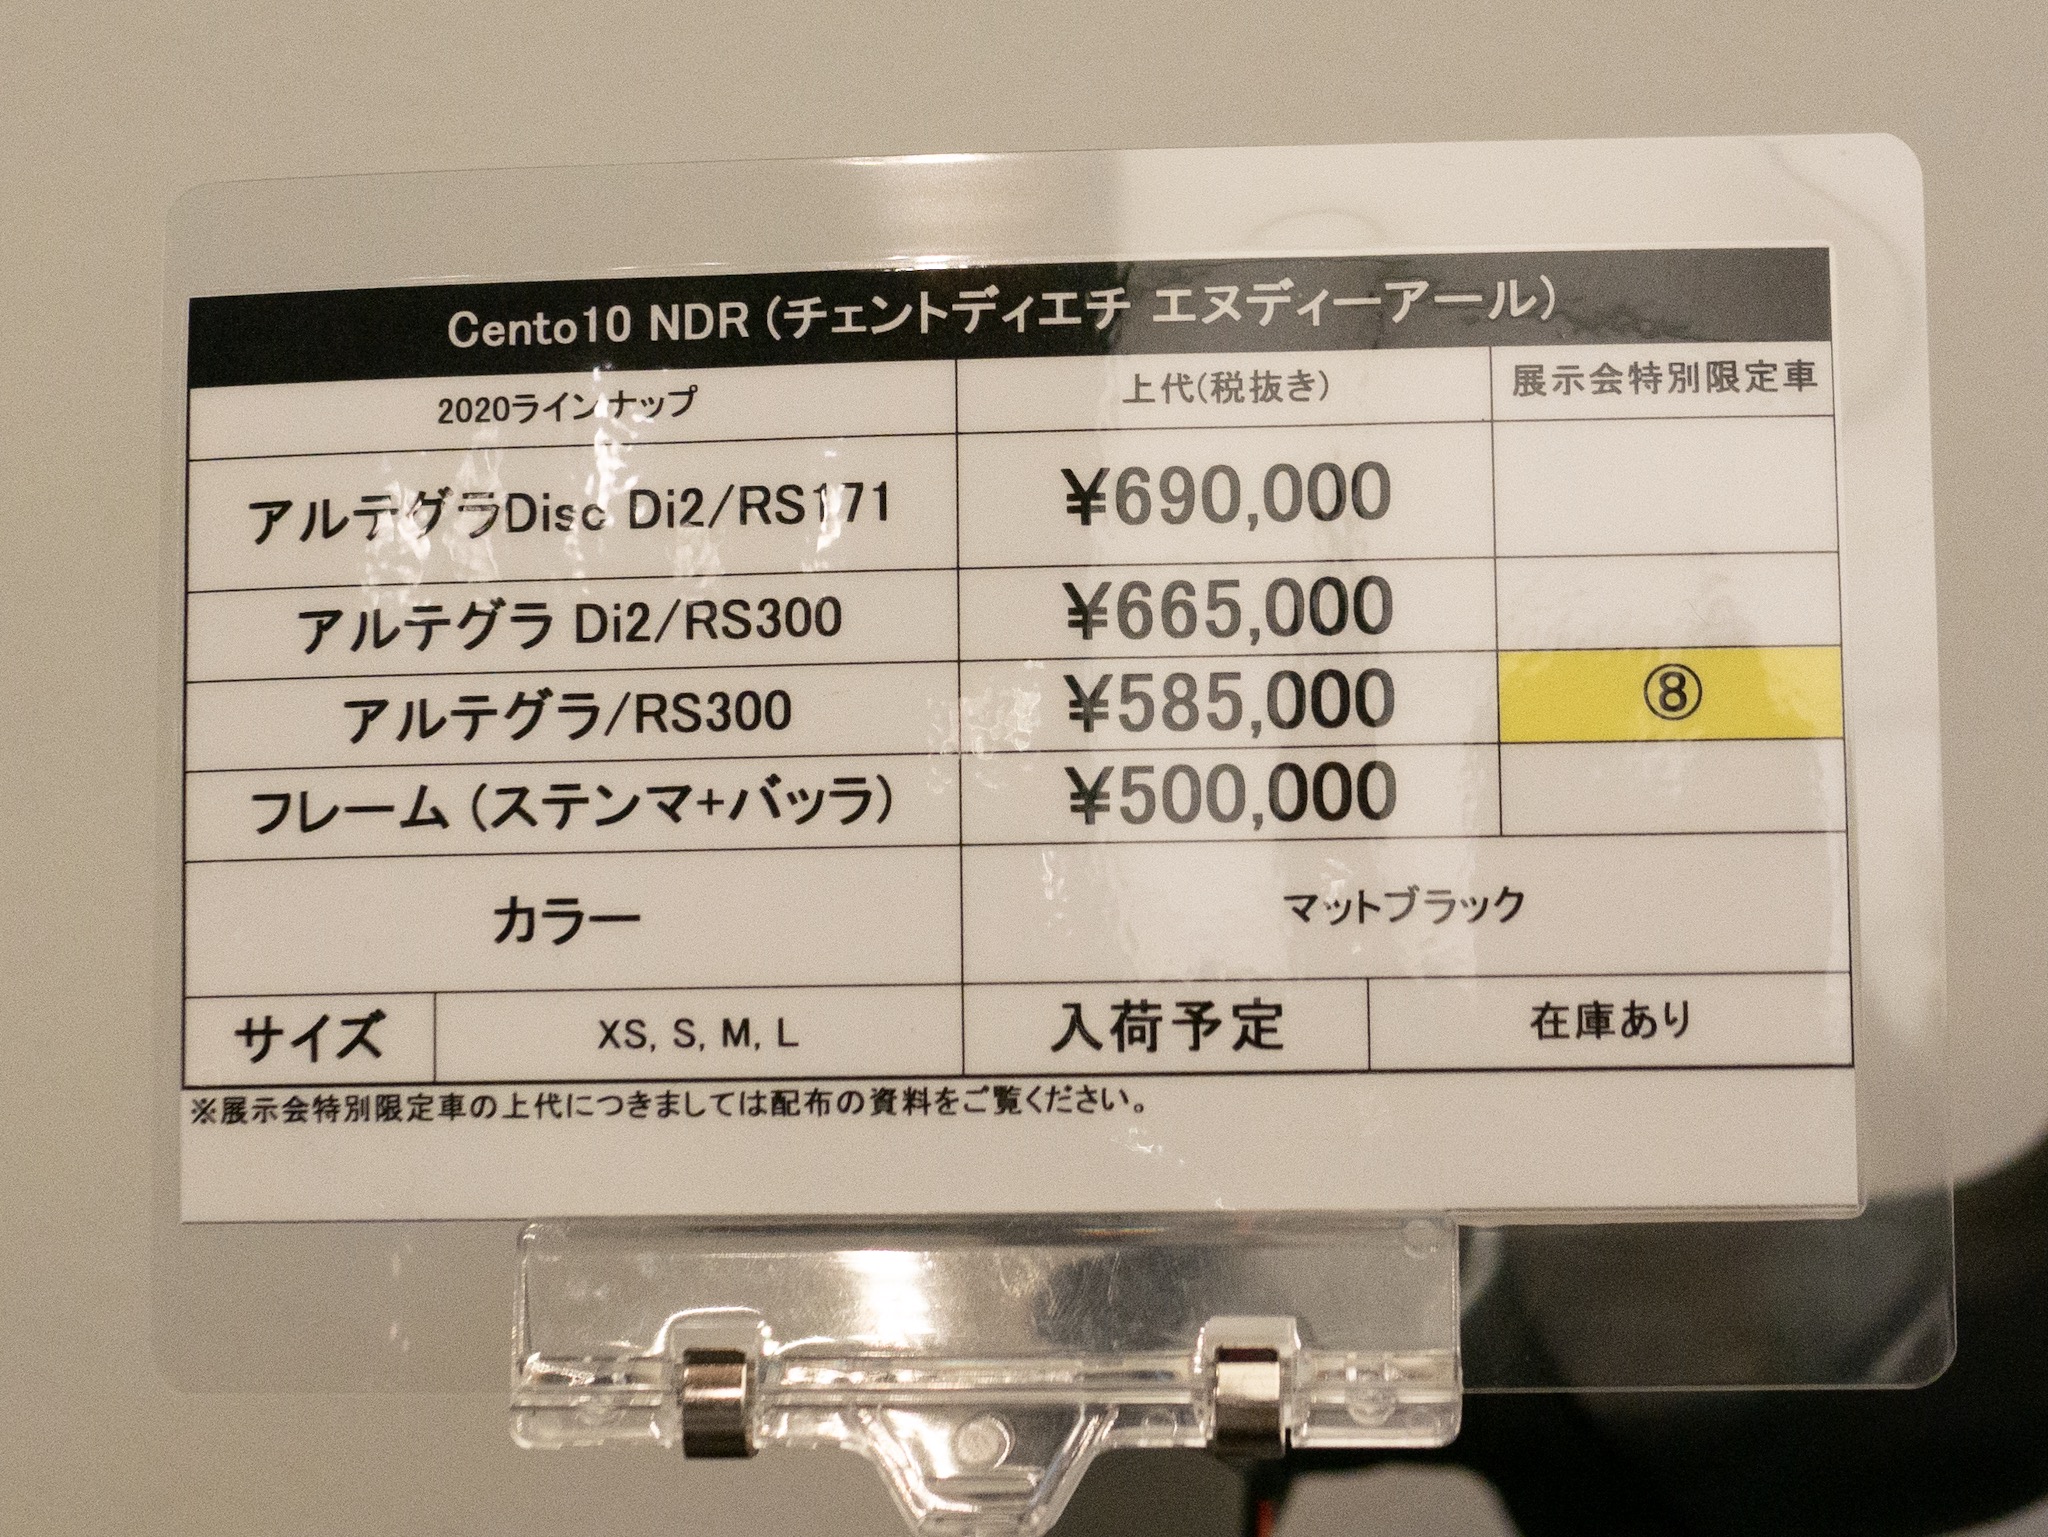 Cento10 NDR (チェントディエチ エヌディーアール)
2020ラインナップ 上代(税抜き) 展示会特別限定車
アルテグラDisc Di2/RS171 ¥690,000
アルテグラ Di2/RS300 ¥665,000
アルテグラ/RS300 ¥585,000 ⑧
フレーム (ステンマ+バッラ) ¥500,000
カラー マットブラック
サイズ XS, S, M, L 入荷予定 在庫あり
※展示会特別限定車の上代につきましては配布の資料をご覧ください。